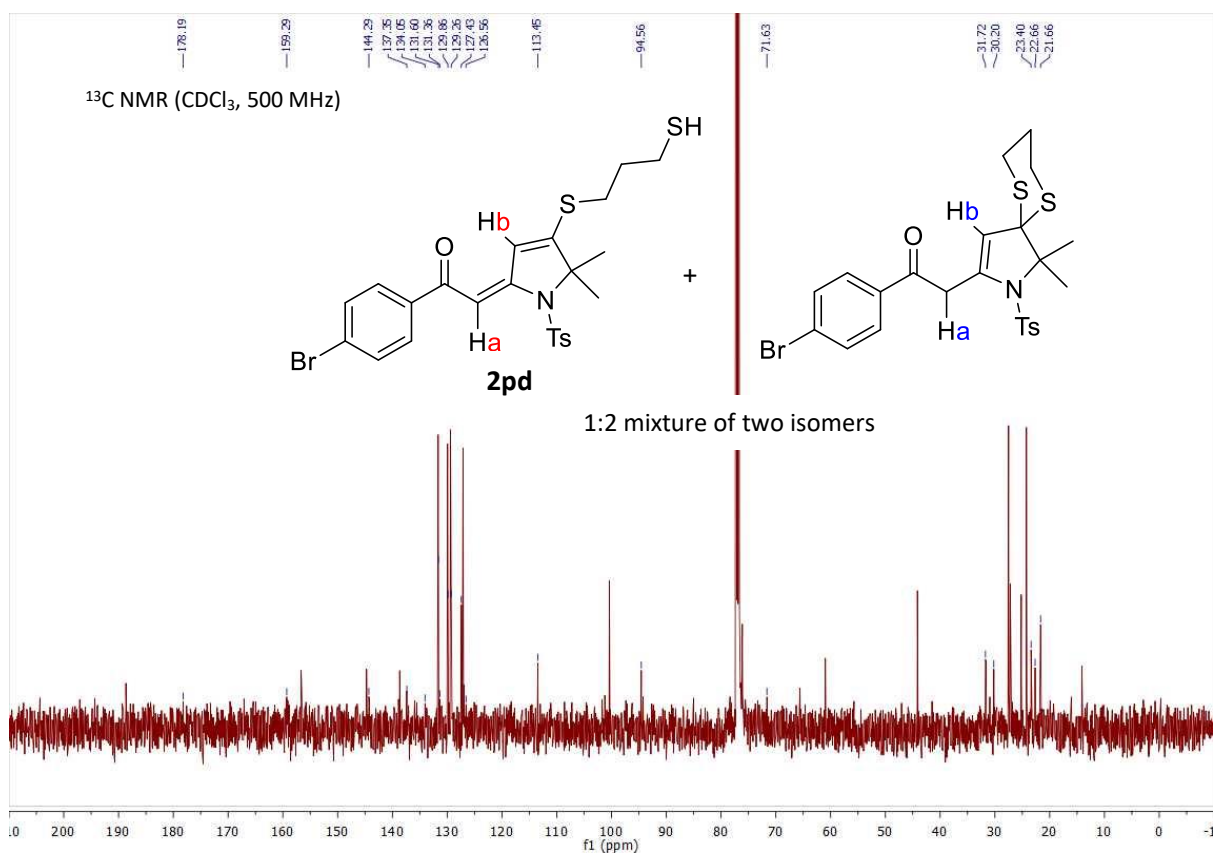 178.19 159.29 144.29 137.35 134.05 131.60 131.36 129.86 129.26 127.43 126.56 113.45 94.56 71.63 31.72 30.20 23.40 22.66 21.66
¹³C NMR (CDCl₃, 500 MHz)
SH
S S S
Hb Hb
O O
+
N N
Ts Ts
Br Br
Ha Ha
2pd
1:2 mixture of two isomers
10 200 190 180 170 160 150 140 130 120 110 100 90 80 70 60 50 40 30 20 10 0 -1
f1 (ppm)